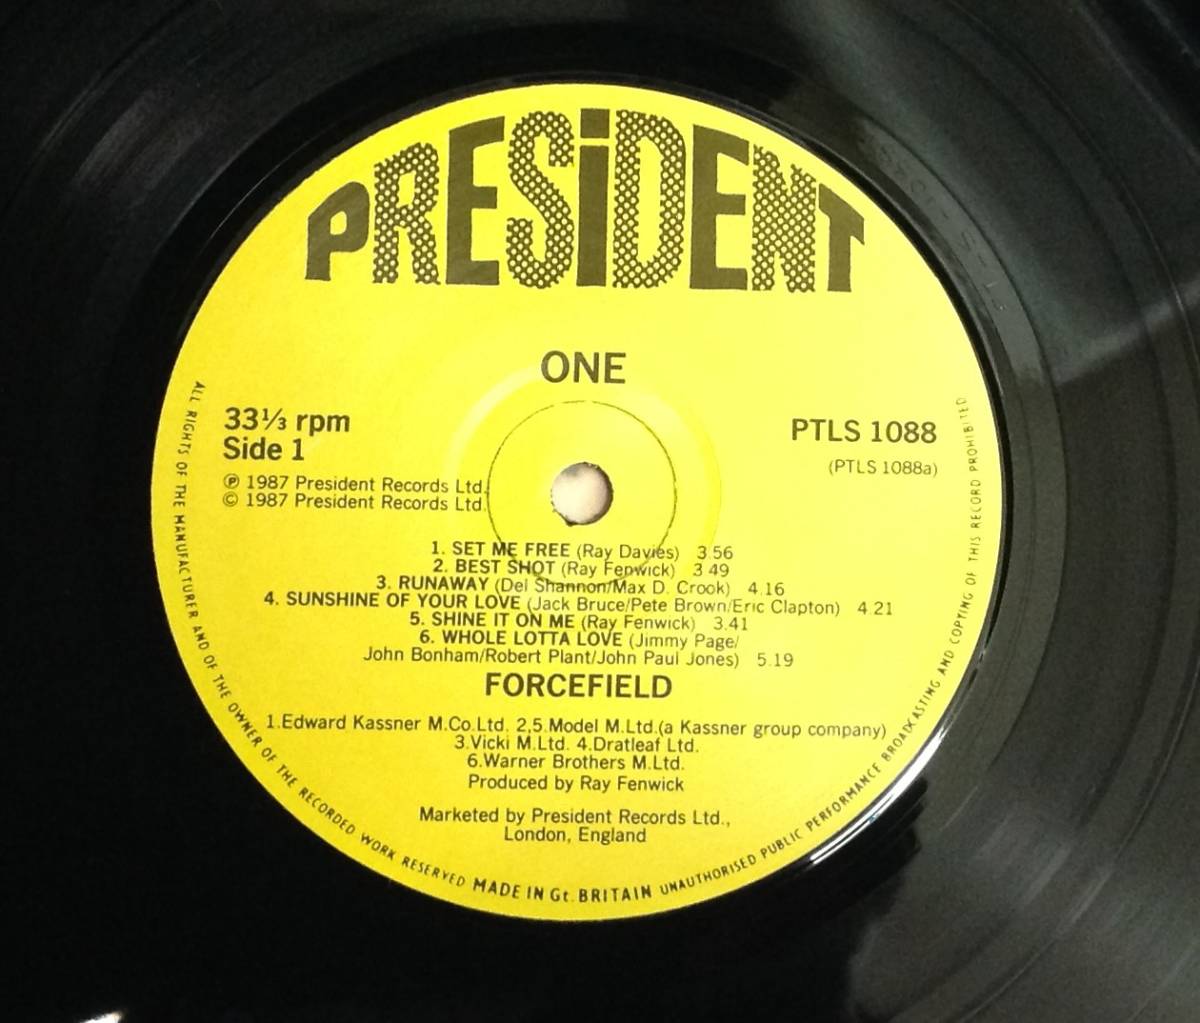 PRESiDENT
ONE
33⅓ rpm
Side 1
PTLS 1088
(PTLS 1088a)
℗ 1987 President Records Ltd.
© 1987 President Records Ltd.
1. SET ME FREE (Ray Davies) 3.56
2. BEST SHOT (Ray Fenwick) 3 49
3. RUNAWAY (Del Shannon/Max D. Crook) 4.16
4. SUNSHINE OF YOUR LOVE (Jack Bruce/Pete Brown/Eric Clapton) 4 21
5. SHINE IT ON ME (Ray Fenwick) 3.41
6. WHOLE LOTTA LOVE (Jimmy Page/
John Bonham/Robert Plant/John Paul Jones) 5.19
FORCEFIELD
1.Edward Kassner M.Co.Ltd. 2,5.Model M.Ltd.(a Kassner group company)
3.Vicki M.Ltd. 4.Dratleaf Ltd.
6.Warner Brothers M.Ltd.
Produced by Ray Fenwick
Marketed by President Records Ltd.,
London, England
ALL RIGHTS OF THE MANUFACTURER AND OF THE OWNER OF THE RECORDED WORK RESERVED MADE IN Gt. BRITAIN UNAUTHORISED PUBLIC PERFORMANCE BROADCASTING AND COPYING OF THIS RECORD PROHIBITED